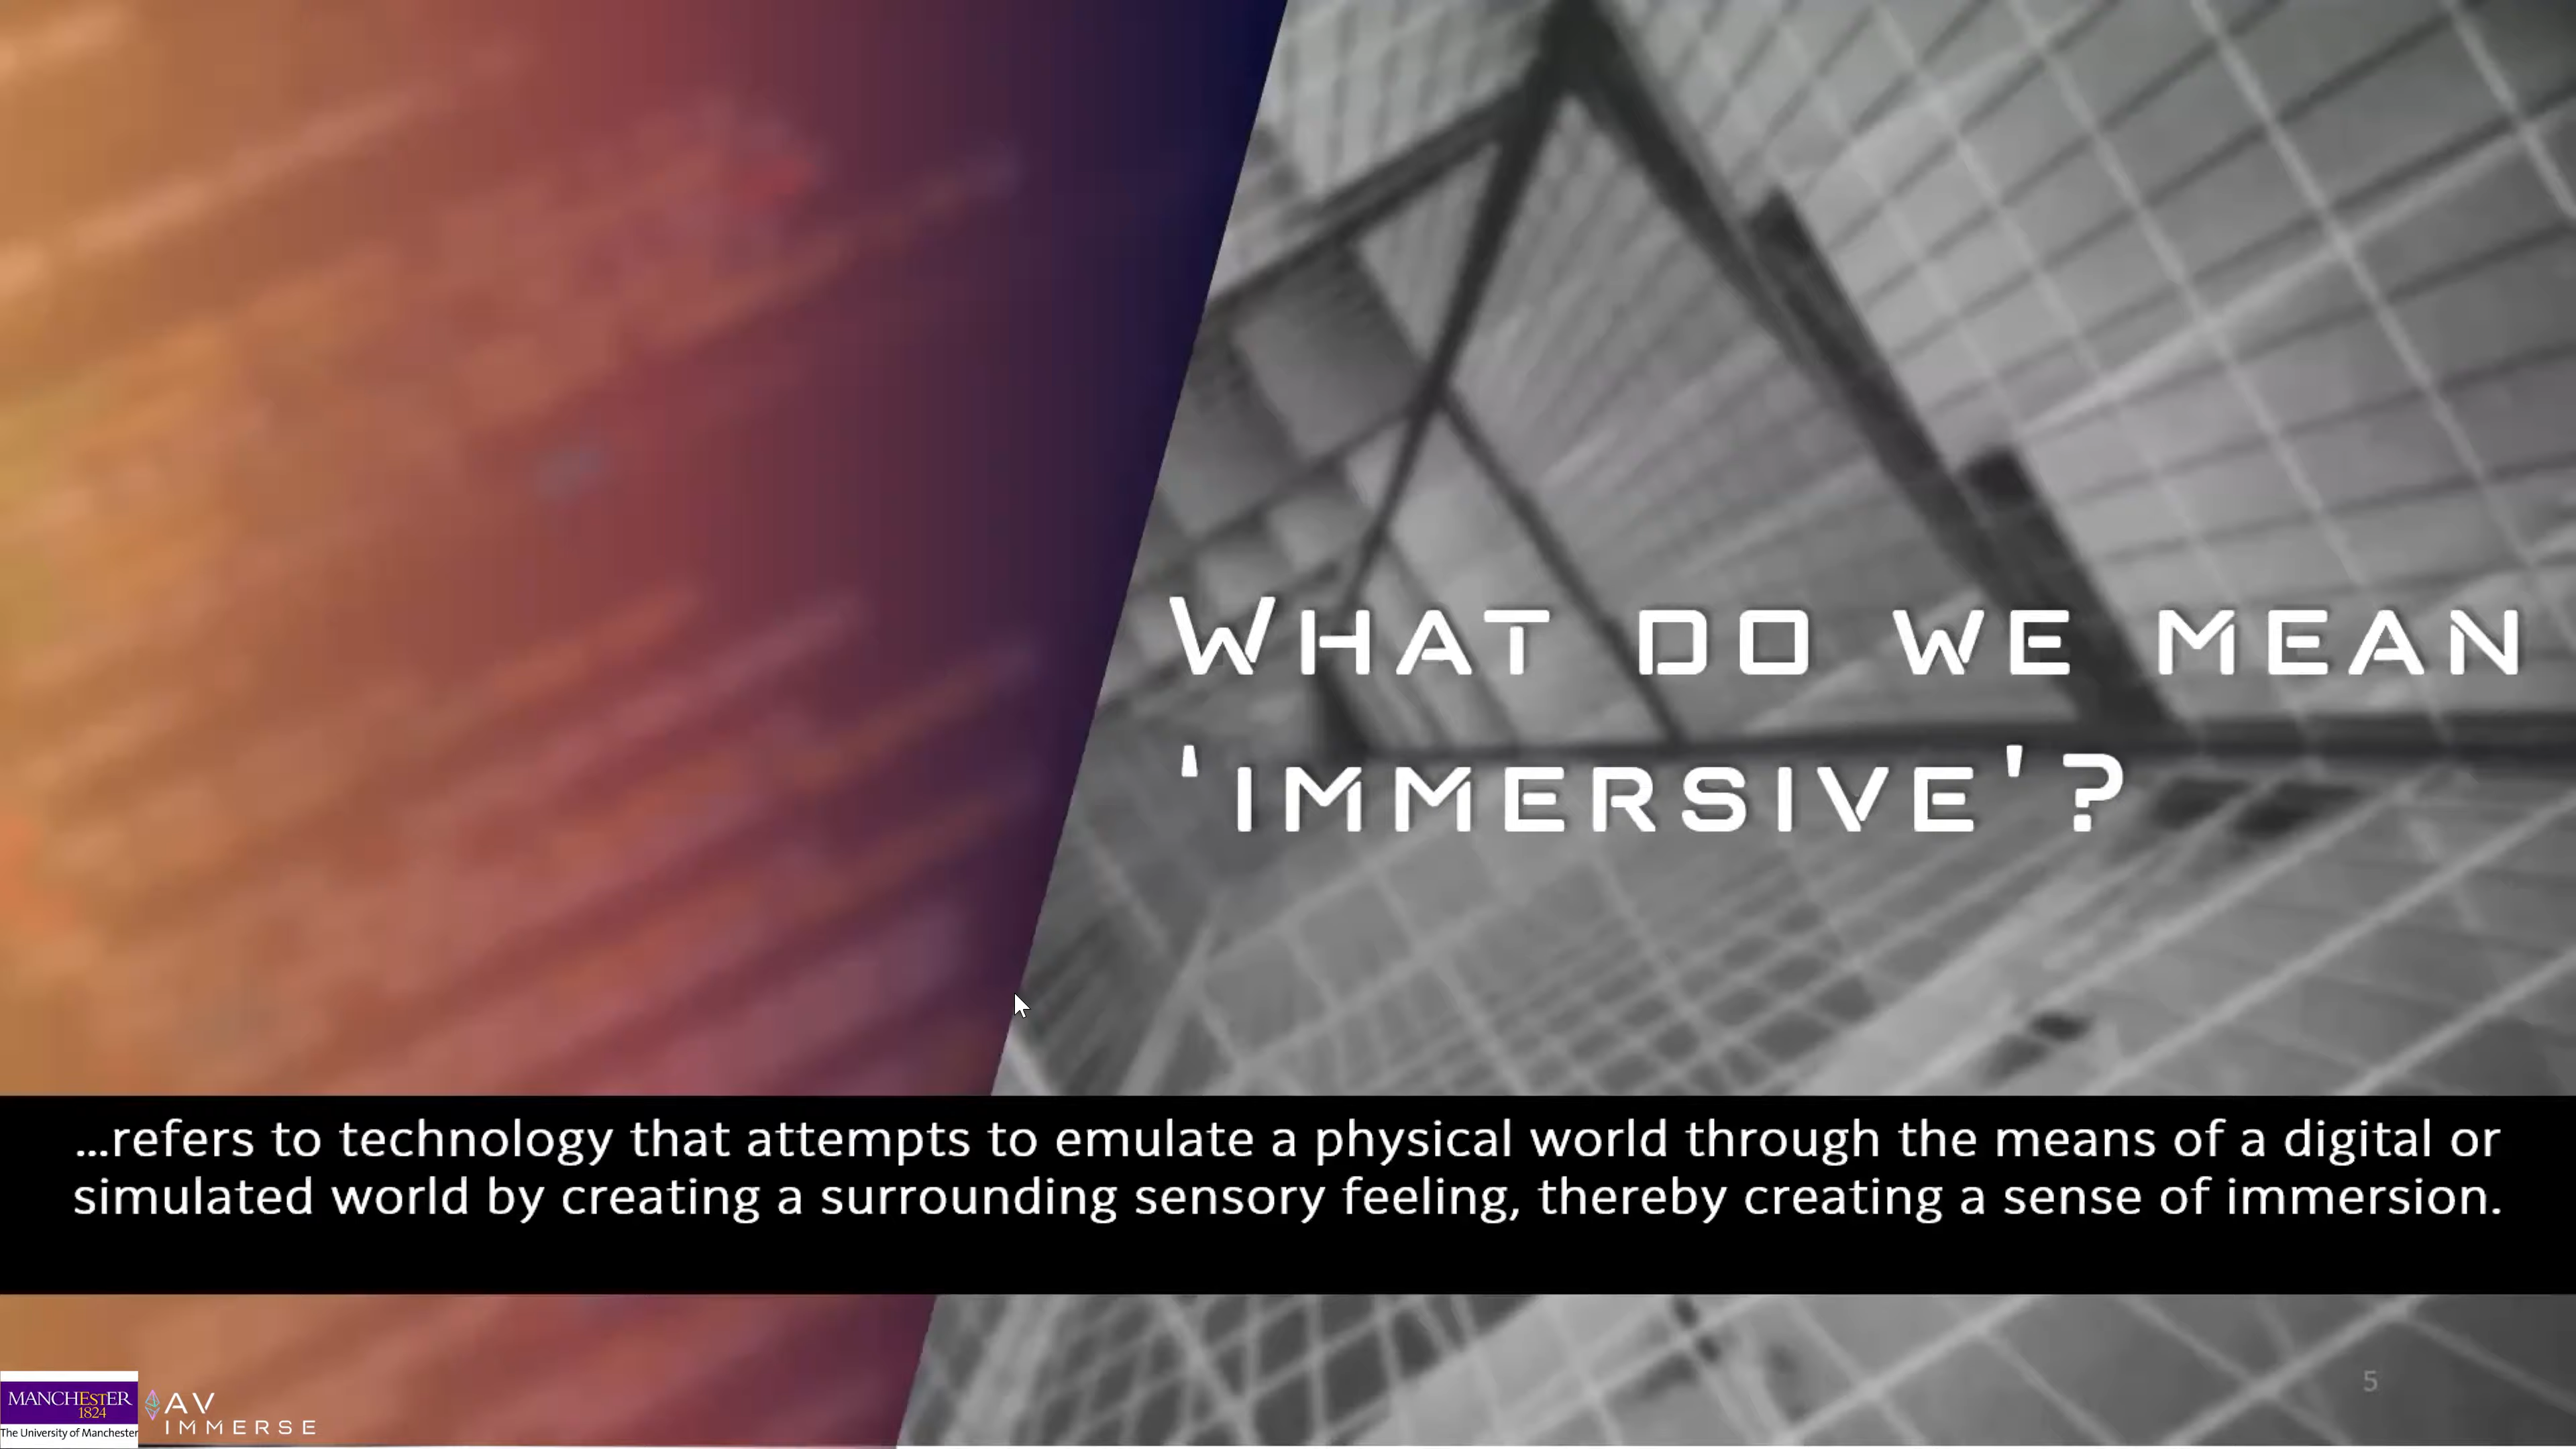 WHAT DO WE MEAN
'IMMERSIVE'?
...refers to technology that attempts to emulate a physical world through the means of a digital or
simulated world by creating a surrounding sensory feeling, thereby creating a sense of immersion.
MANCHESTER
1824
The University of Manchester
AV
IMMERSE
5